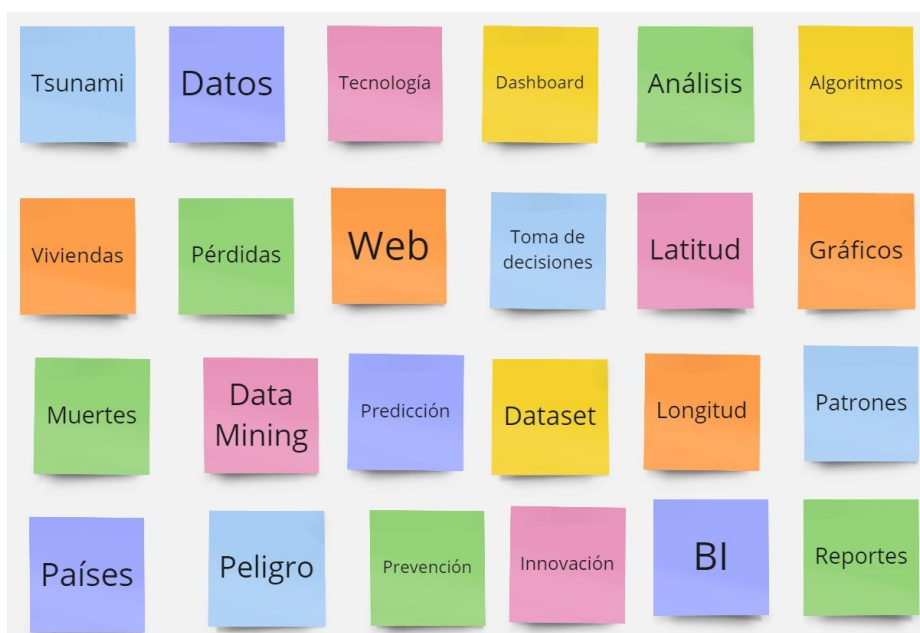 Tsunami
Datos
Tecnología
Dashboard
Análisis
Algoritmos
Viviendas
Pérdidas
Web
Toma de
decisiones
Latitud
Gráficos
Muertes
Data
Mining
Predicción
Dataset
Longitud
Patrones
Países
Peligro
Prevención
Innovación
BI
Reportes